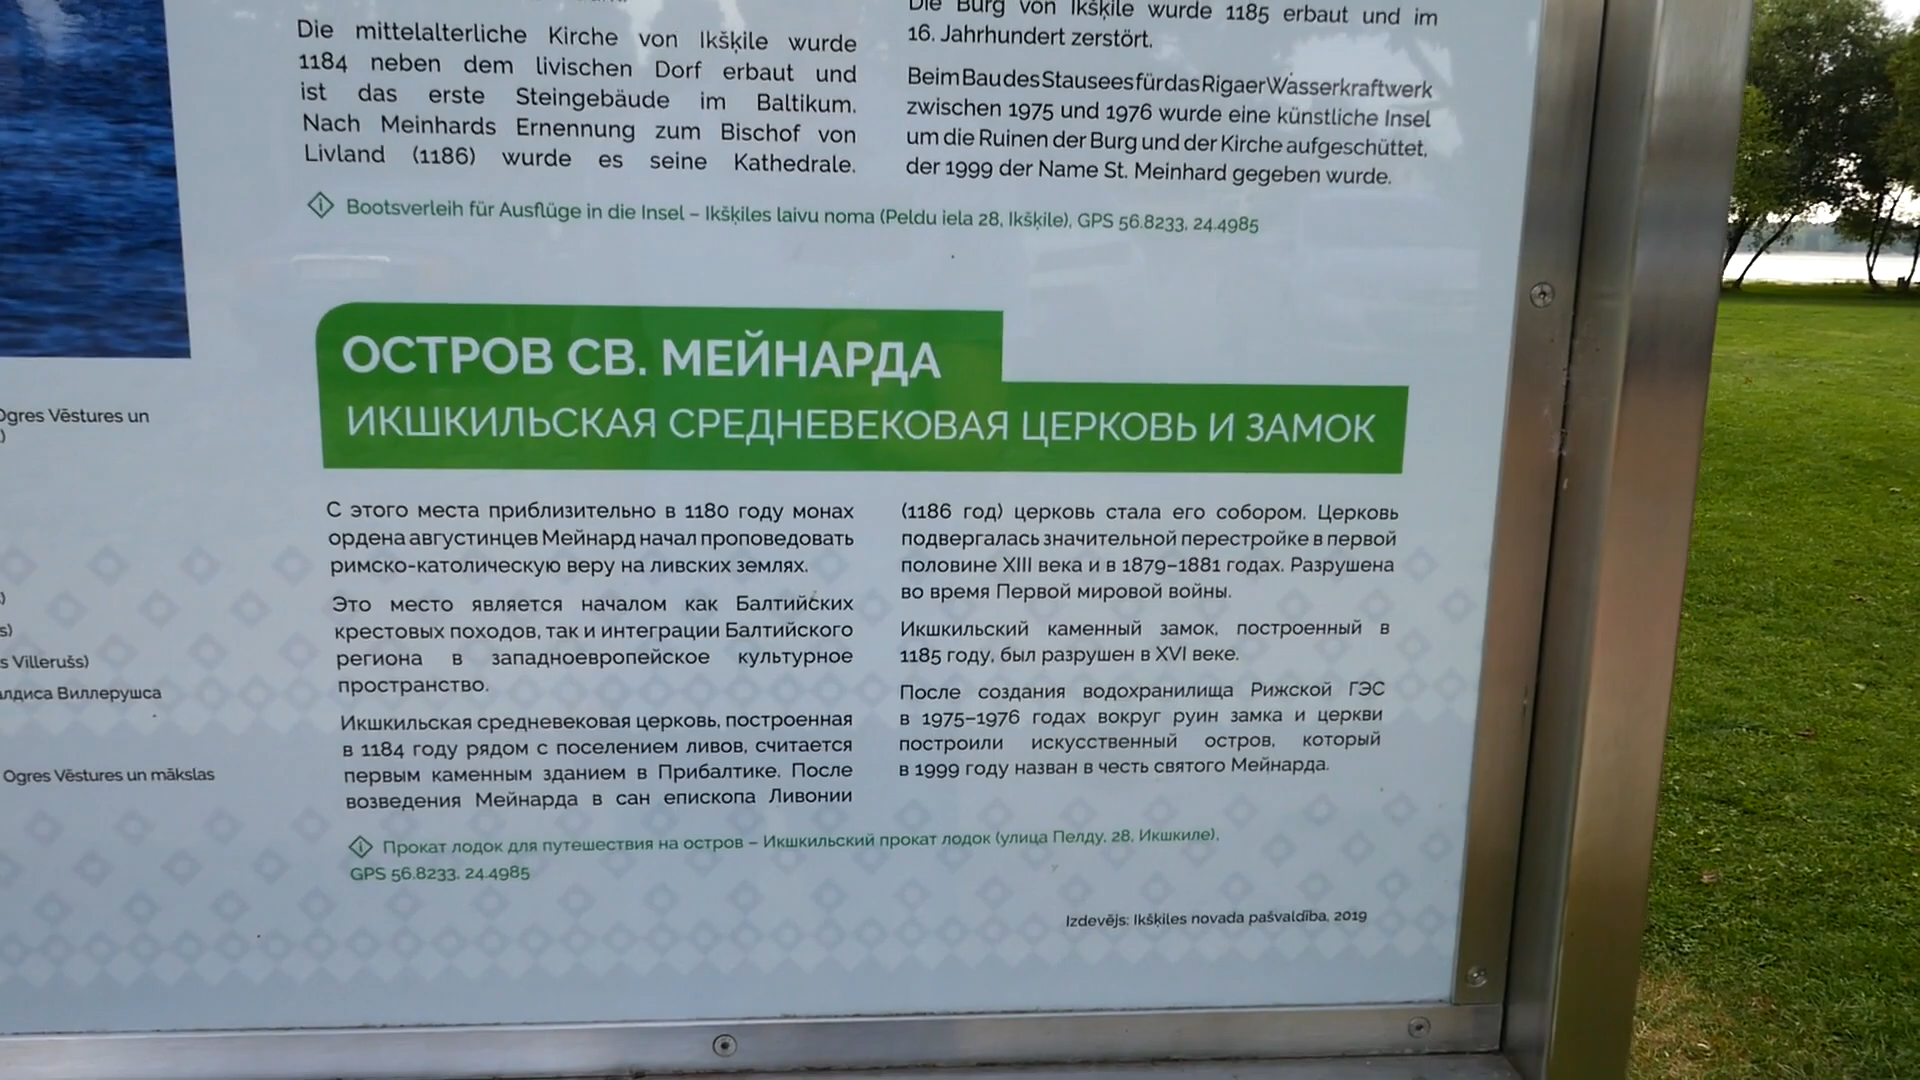 Die mittelalterliche Kirche von Ikšķile wurde
1184 neben dem livischen Dorf erbaut und
ist das erste Steingebäude im Baltikum.
Nach Meinhards Ernennung zum Bischof von
Livland (1186) wurde es seine Kathedrale.
Die Burg von Ikšķile wurde 1185 erbaut und im
16. Jahrhundert zerstört.
Beim Bau des Stausees für das Rigaer Wasserkraftwerk
zwischen 1975 und 1976 wurde eine künstliche Insel
um die Ruinen der Burg und der Kirche aufgeschüttet,
der 1999 der Name St. Meinhard gegeben wurde.
Bootsverleih für Ausflüge in die Insel – Ikšķiles laivu noma (Peldu iela 28, Ikšķile), GPS 56.8233, 24.4985
Ogres Vēstures un
)
)
s)
s Villerušs)
алдиса Виллерушса
Ogres Vēstures un mākslas
ОСТРОВ СВ. МЕЙНАРДА
ИКШКИЛЬСКАЯ СРЕДНЕВЕКОВАЯ ЦЕРКОВЬ И ЗАМОК
С этого места приблизительно в 1180 году монах
ордена августинцев Мейнард начал проповедовать
римско-католическую веру на ливских землях.
Это место является началом как Балтийских
крестовых походов, так и интеграции Балтийского
региона в западноевропейское культурное
пространство.
Икшкильская средневековая церковь, построенная
в 1184 году рядом с поселением ливов, считается
первым каменным зданием в Прибалтике. После
возведения Мейнарда в сан епископа Ливонии
(1186 год) церковь стала его собором. Церковь
подвергалась значительной перестройке в первой
половине XIII века и в 1879–1881 годах. Разрушена
во время Первой мировой войны.
Икшкильский каменный замок, построенный в
1185 году, был разрушен в XVI веке.
После создания водохранилища Рижской ГЭС
в 1975–1976 годах вокруг руин замка и церкви
построили искусственный остров, который
в 1999 году назван в честь святого Мейнарда.
Прокат лодок для путешествия на остров – Икшкильский прокат лодок (улица Пелду, 28, Икшкиле),
GPS 56.8233, 24.4985
Izdevējs: Ikšķiles novada pašvaldība, 2019